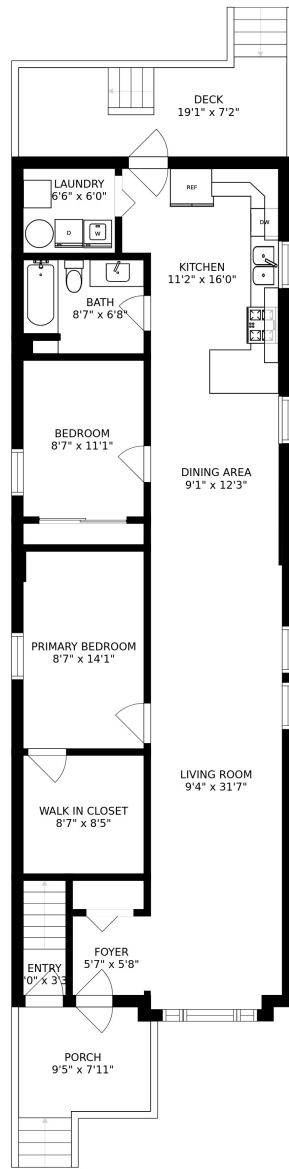 DECK
19'1" x 7'2"
LAUNDRY
6'6" x 6'0"
REF
D
W
DW
KITCHEN
11'2" x 16'0"
BATH
8'7" x 6'8"
BEDROOM
8'7" x 11'1"
DINING AREA
9'1" x 12'3"
PRIMARY BEDROOM
8'7" x 14'1"
LIVING ROOM
9'4" x 31'7"
WALK IN CLOSET
8'7" x 8'5"
FOYER
5'7" x 5'8"
ENTRY
'0" x 3'3
PORCH
9'5" x 7'11"